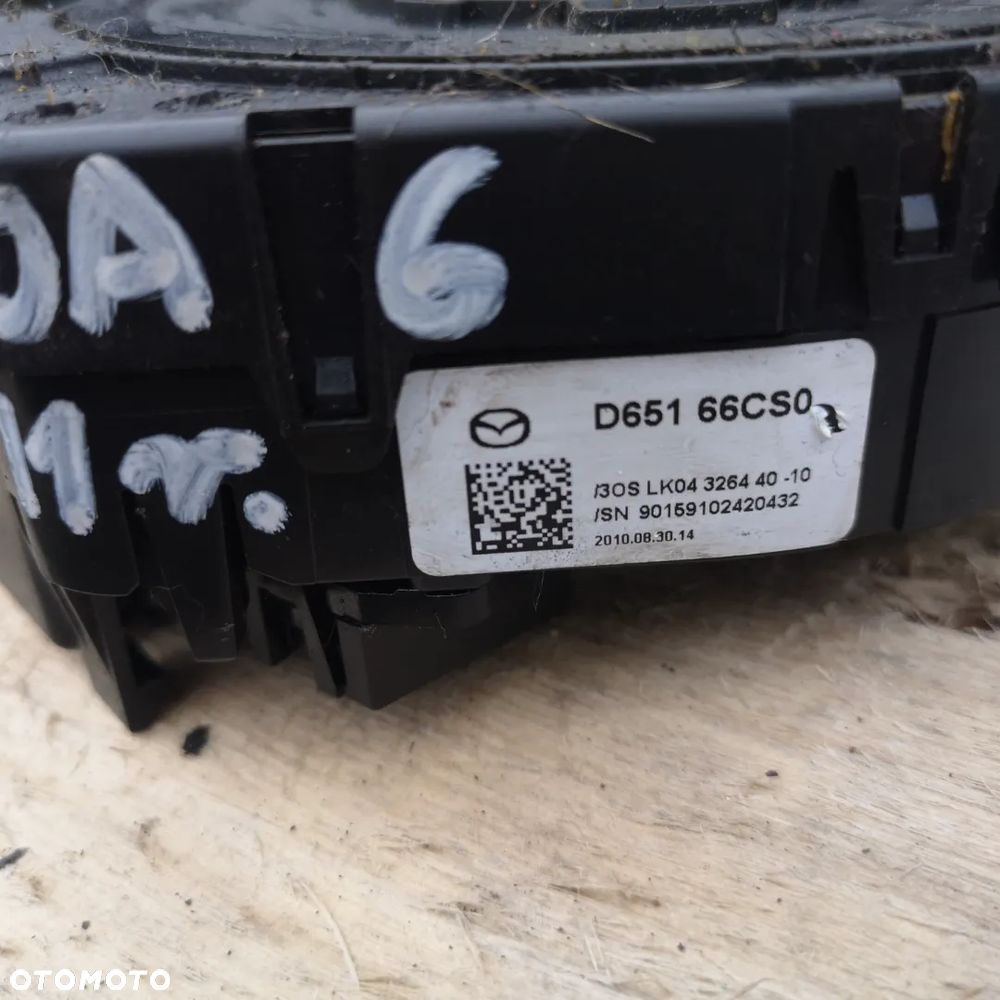 DA 6
11r.
D651 66CS0
/3OS LK04 3264 40 -10
/SN 90159102420432
2010.08.30.14
OTOMOTO